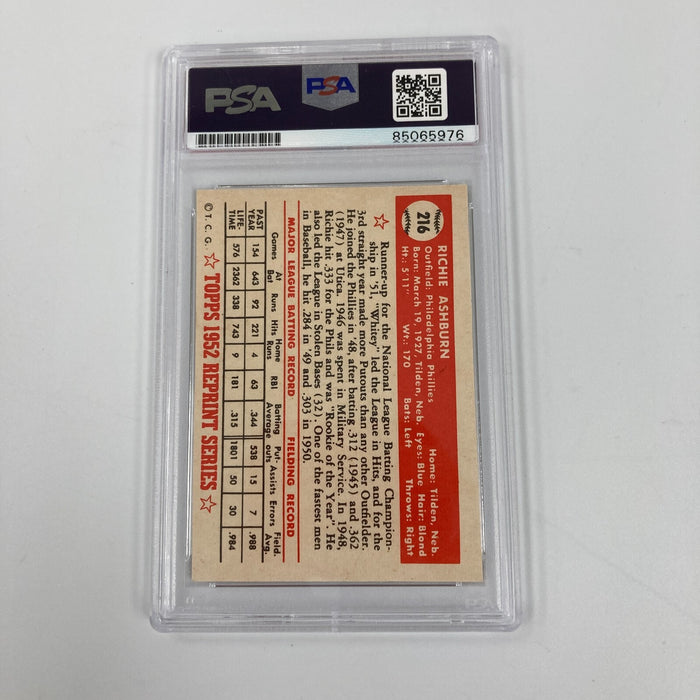 PSA
PSA
85065976
216
RICHIE ASHBURN
Outfield: Philadelphia Phillies Home: Tilden, Neb.
Born: March 19, 1927, Tilden, Neb. Eyes: Blue Hair: Blond
Ht.: 5'11" Wt.: 170 Bats: Left Throws: Right
Runner-up for the National League Batting Champion-
ship in '51, "Whitey" led the League in Hits, and for the
3rd straight year made more Putouts than any other Outfielder.
He joined the Phillies in '48, after batting .312 (1945) and .362
(1947) at Utica. 1946 was spent in Military Service. In 1948,
Richie hit .333 for the Phils and was "Rookie of the Year". He
also led the League in Stolen Bases (32). One of the fastest men
in Baseball, he hit .284 in '49 and .303 in 1950.
MAJOR LEAGUE BATTING RECORD FIELDING RECORD
Games At Bat Runs Hits Home Runs RBI Batting Average Put-outs Assists Errors Field. Avg.
PAST YEAR 154 643 92 221 4 63 .344 538 15 7 .988
LIFE-TIME 576 2362 338 743 9 181 .315 1801 50 30 .984
© T. C. G. TOPPS 1952 REPRINT SERIES